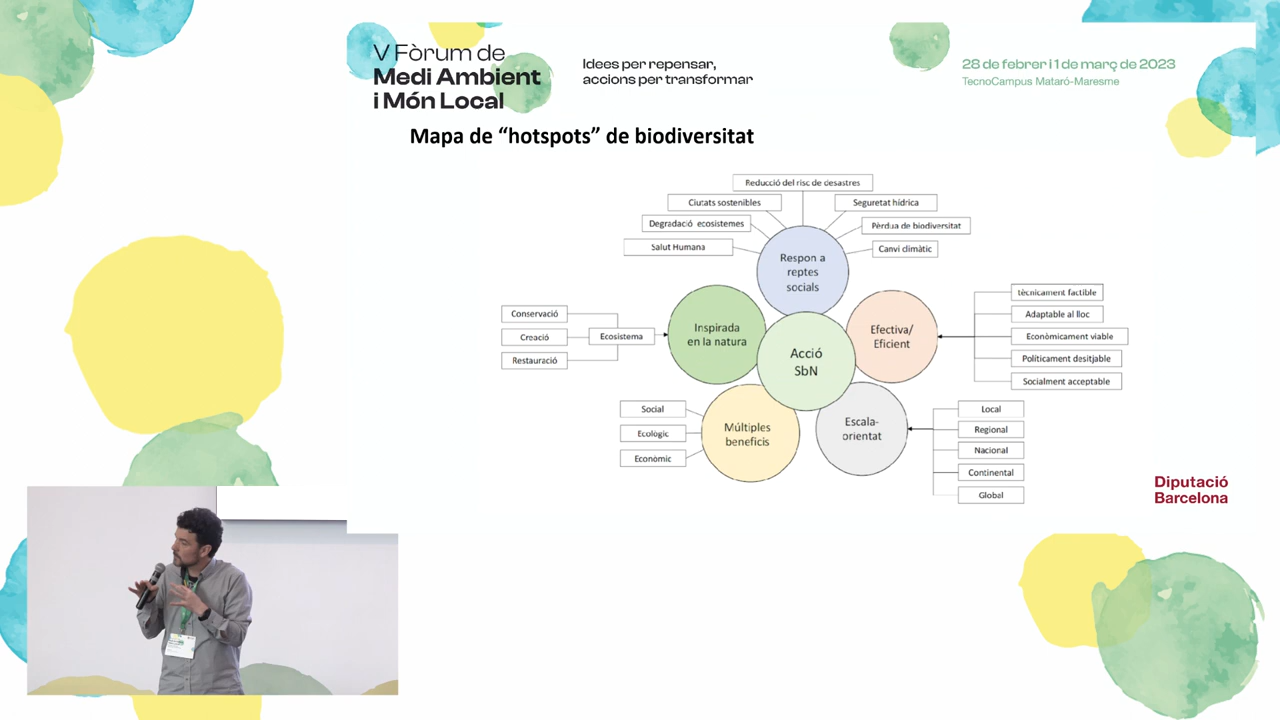 V Fòrum de
Medi Ambient
i Món Local
Idees per repensar,
accions per transformar
28 de febrer i 1 de març de 2023
TecnoCampus Mataró-Maresme
Mapa de “hotspots” de biodiversitat
Reducció del risc de desastres
Ciutats sostenibles
Seguretat hídrica
Degradació ecosistemes
Pèrdua de biodiversitat
Salut Humana
Canvi climàtic
Respon a
reptes
socials
Conservació
Creació
Restauració
Ecosistema
Inspirada
en la natura
Efectiva/
Eficient
tècnicament factible
Adaptable al lloc
Econòmicament viable
Políticament desitjable
Socialment acceptable
Acció
SbN
Social
Ecològic
Econòmic
Múltiples
beneficis
Escala-
orientat
Local
Regional
Nacional
Continental
Global
Diputació
Barcelona